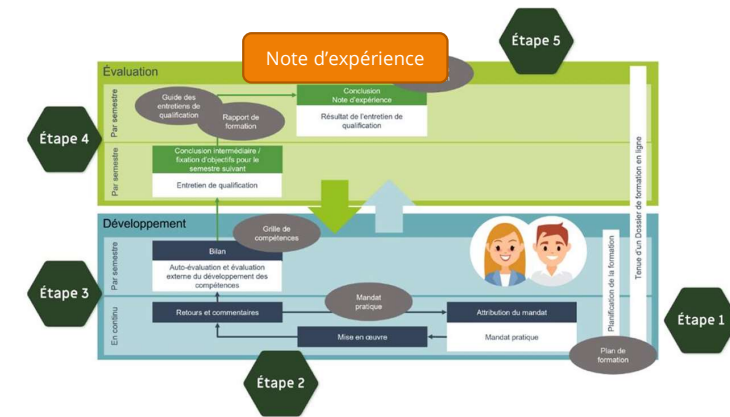 Étape 5
Note d’expérience
Évaluation
Par semestre
Guide des
entretiens de
qualification
Rapport de
formation
Conclusion
Note d'expérience
Résultat de l'entretien de
qualification
Étape 4
Par semestre
Conclusion intermédiaire /
fixation d'objectifs pour le
semestre suivant
Entretien de qualification
Tenue d'un Dossier de formation en ligne
Développement
Grille de
compétences
Par semestre
Bilan
Auto-évaluation et évaluation
externe du développement des
compétences
Planification de la formation
Étape 3
En continu
Mandat
pratique
Retours et commentaires
Attribution du mandat
Étape 1
Mise en œuvre
Mandat pratique
Plan de
formation
Étape 2